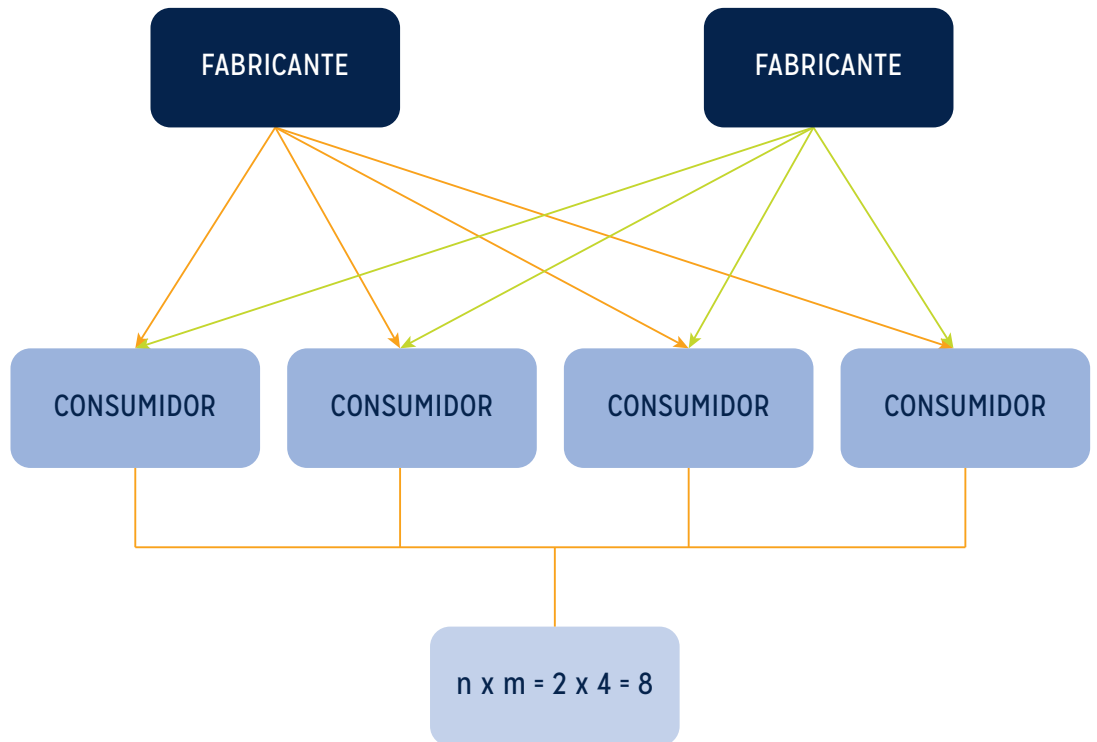 FABRICANTE
FABRICANTE
CONSUMIDOR
CONSUMIDOR
CONSUMIDOR
CONSUMIDOR
n x m = 2 x 4 = 8